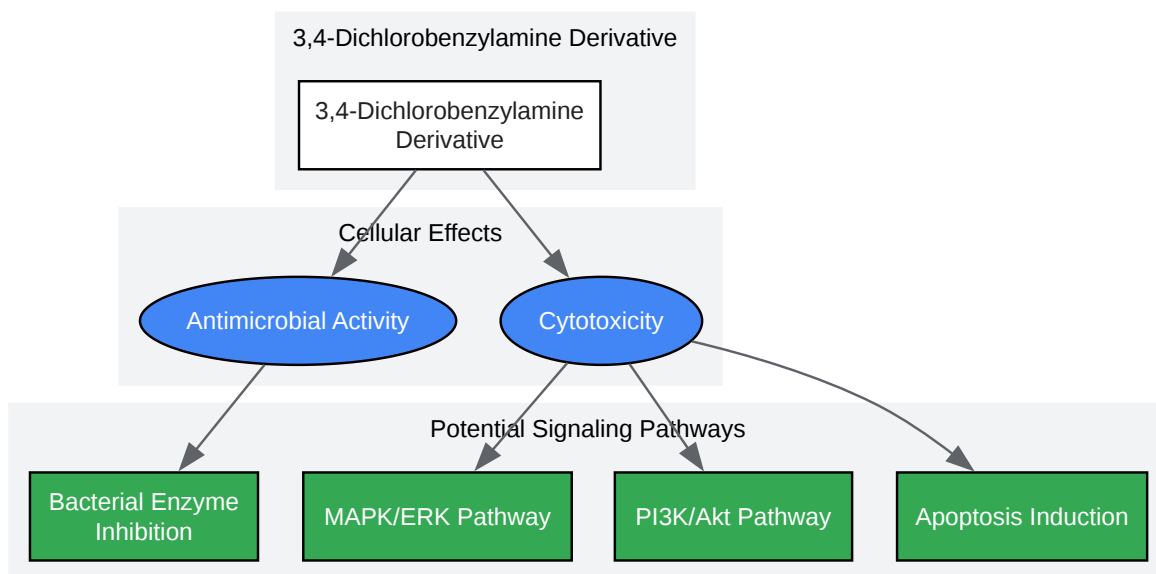 3,4-Dichlorobenzylamine Derivative
3,4-Dichlorobenzylamine
Derivative
Cellular Effects
Antimicrobial Activity
Cytotoxicity
Potential Signaling Pathways
Bacterial Enzyme
Inhibition
MAPK/ERK Pathway
PI3K/Akt Pathway
Apoptosis Induction